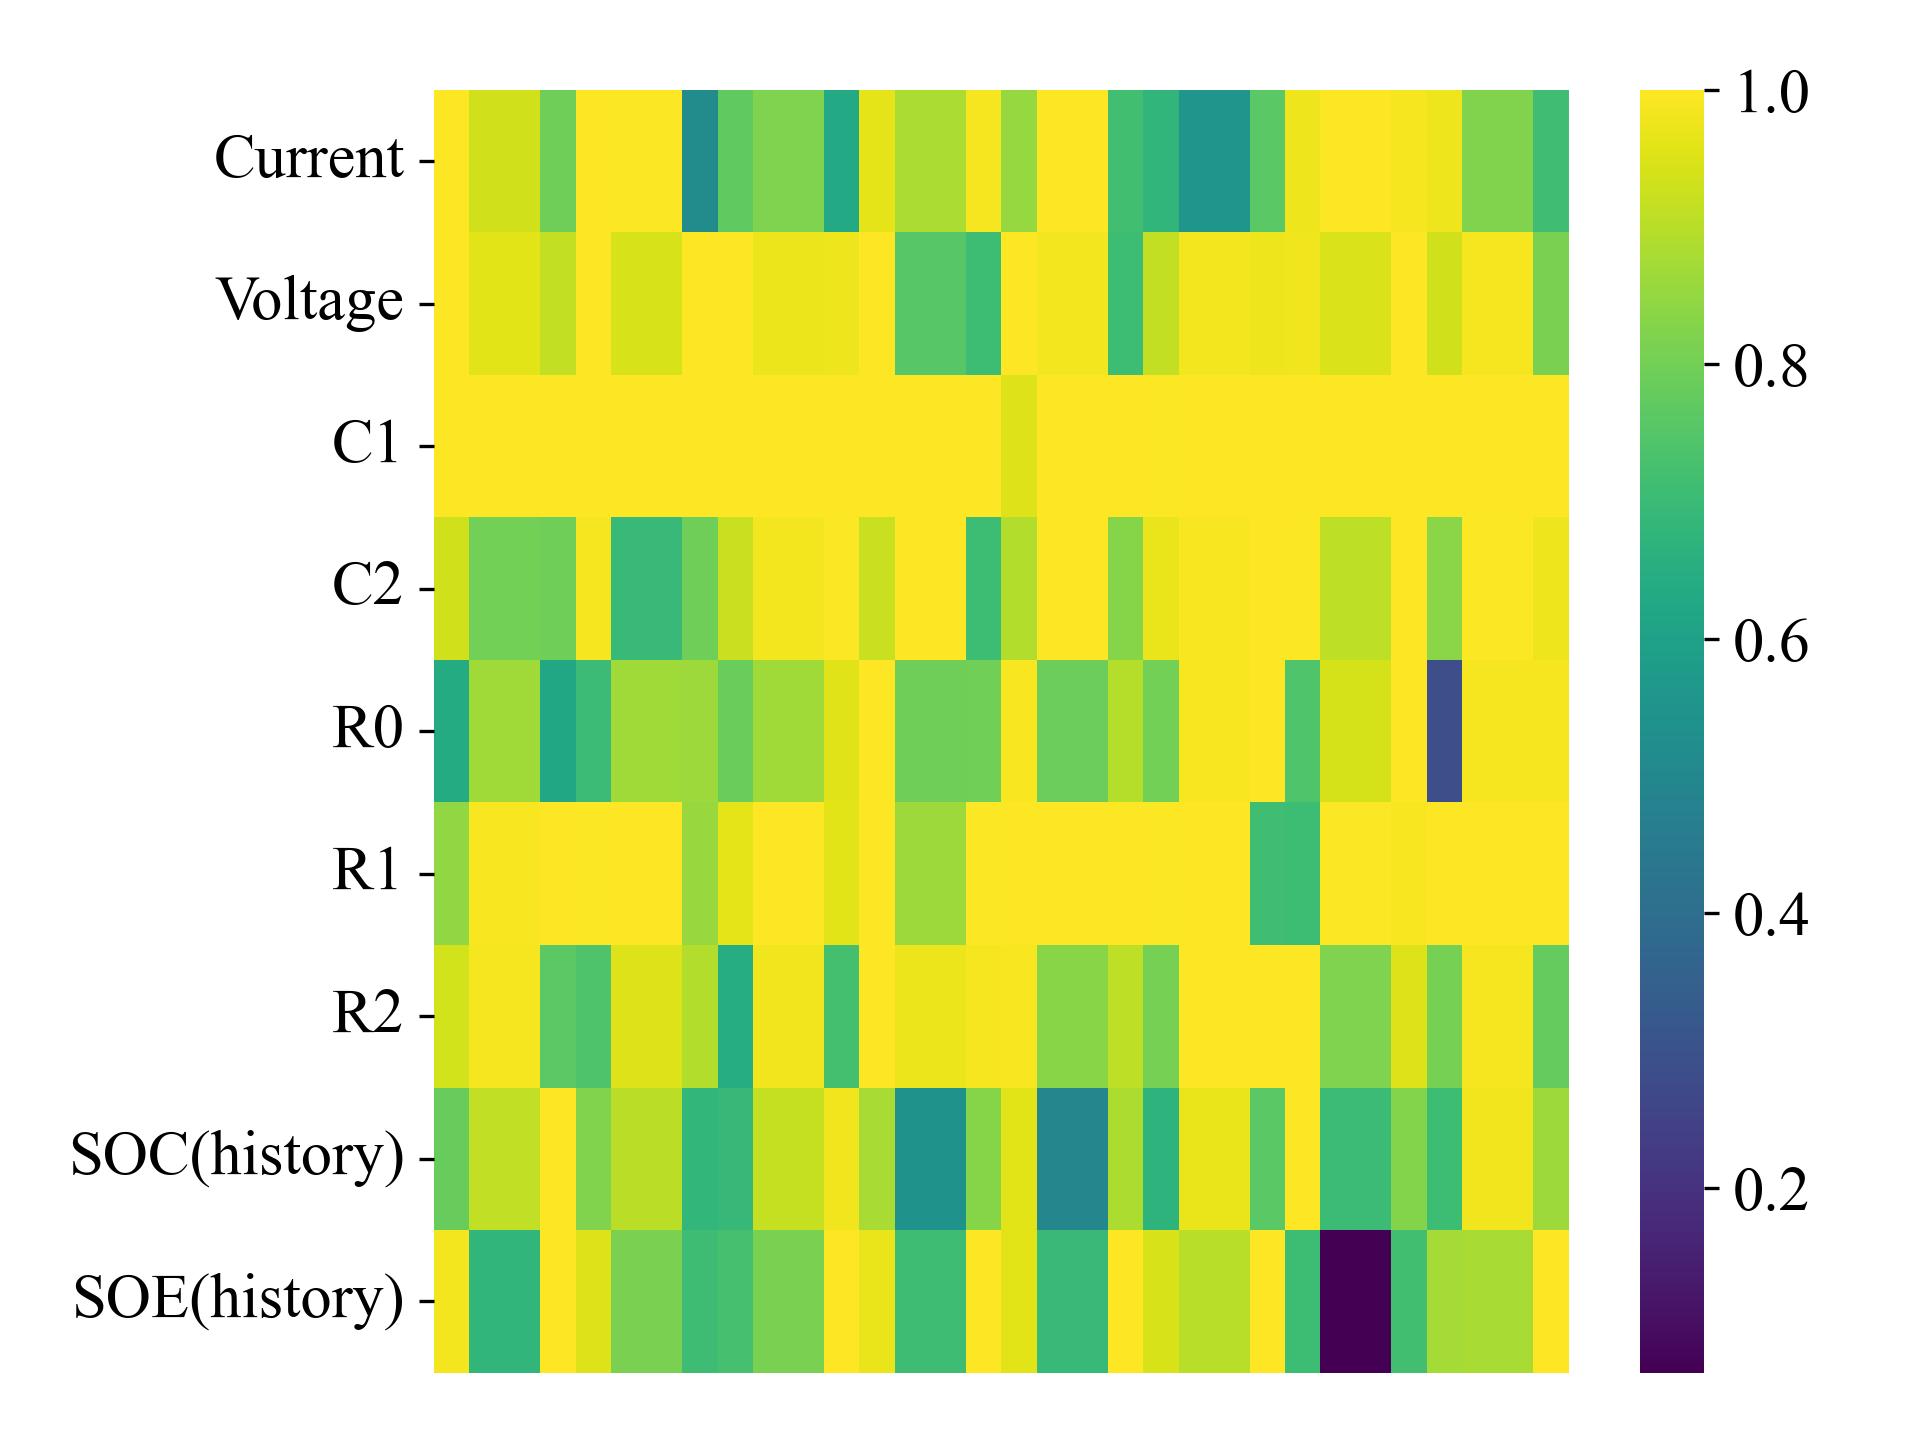 Current
Voltage
C1
C2
R0
R1
R2
SOC(history)
SOE(history)
1.0
0.8
0.6
0.4
0.2